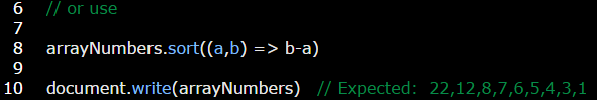 6 // or use
7
8 arrayNumbers.sort((a,b) => b-a)
9
10 document.write(arrayNumbers) // Expected: 22,12,8,7,6,5,4,3,1